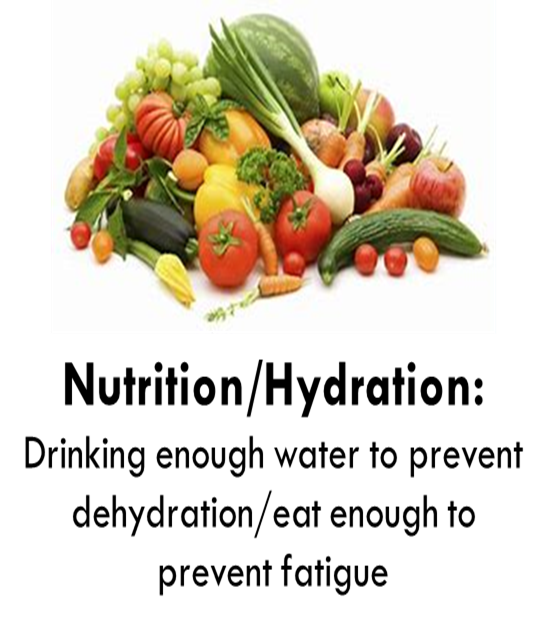 Nutrition/Hydration:
Drinking enough water to prevent
dehydration/eat enough to
prevent fatigue